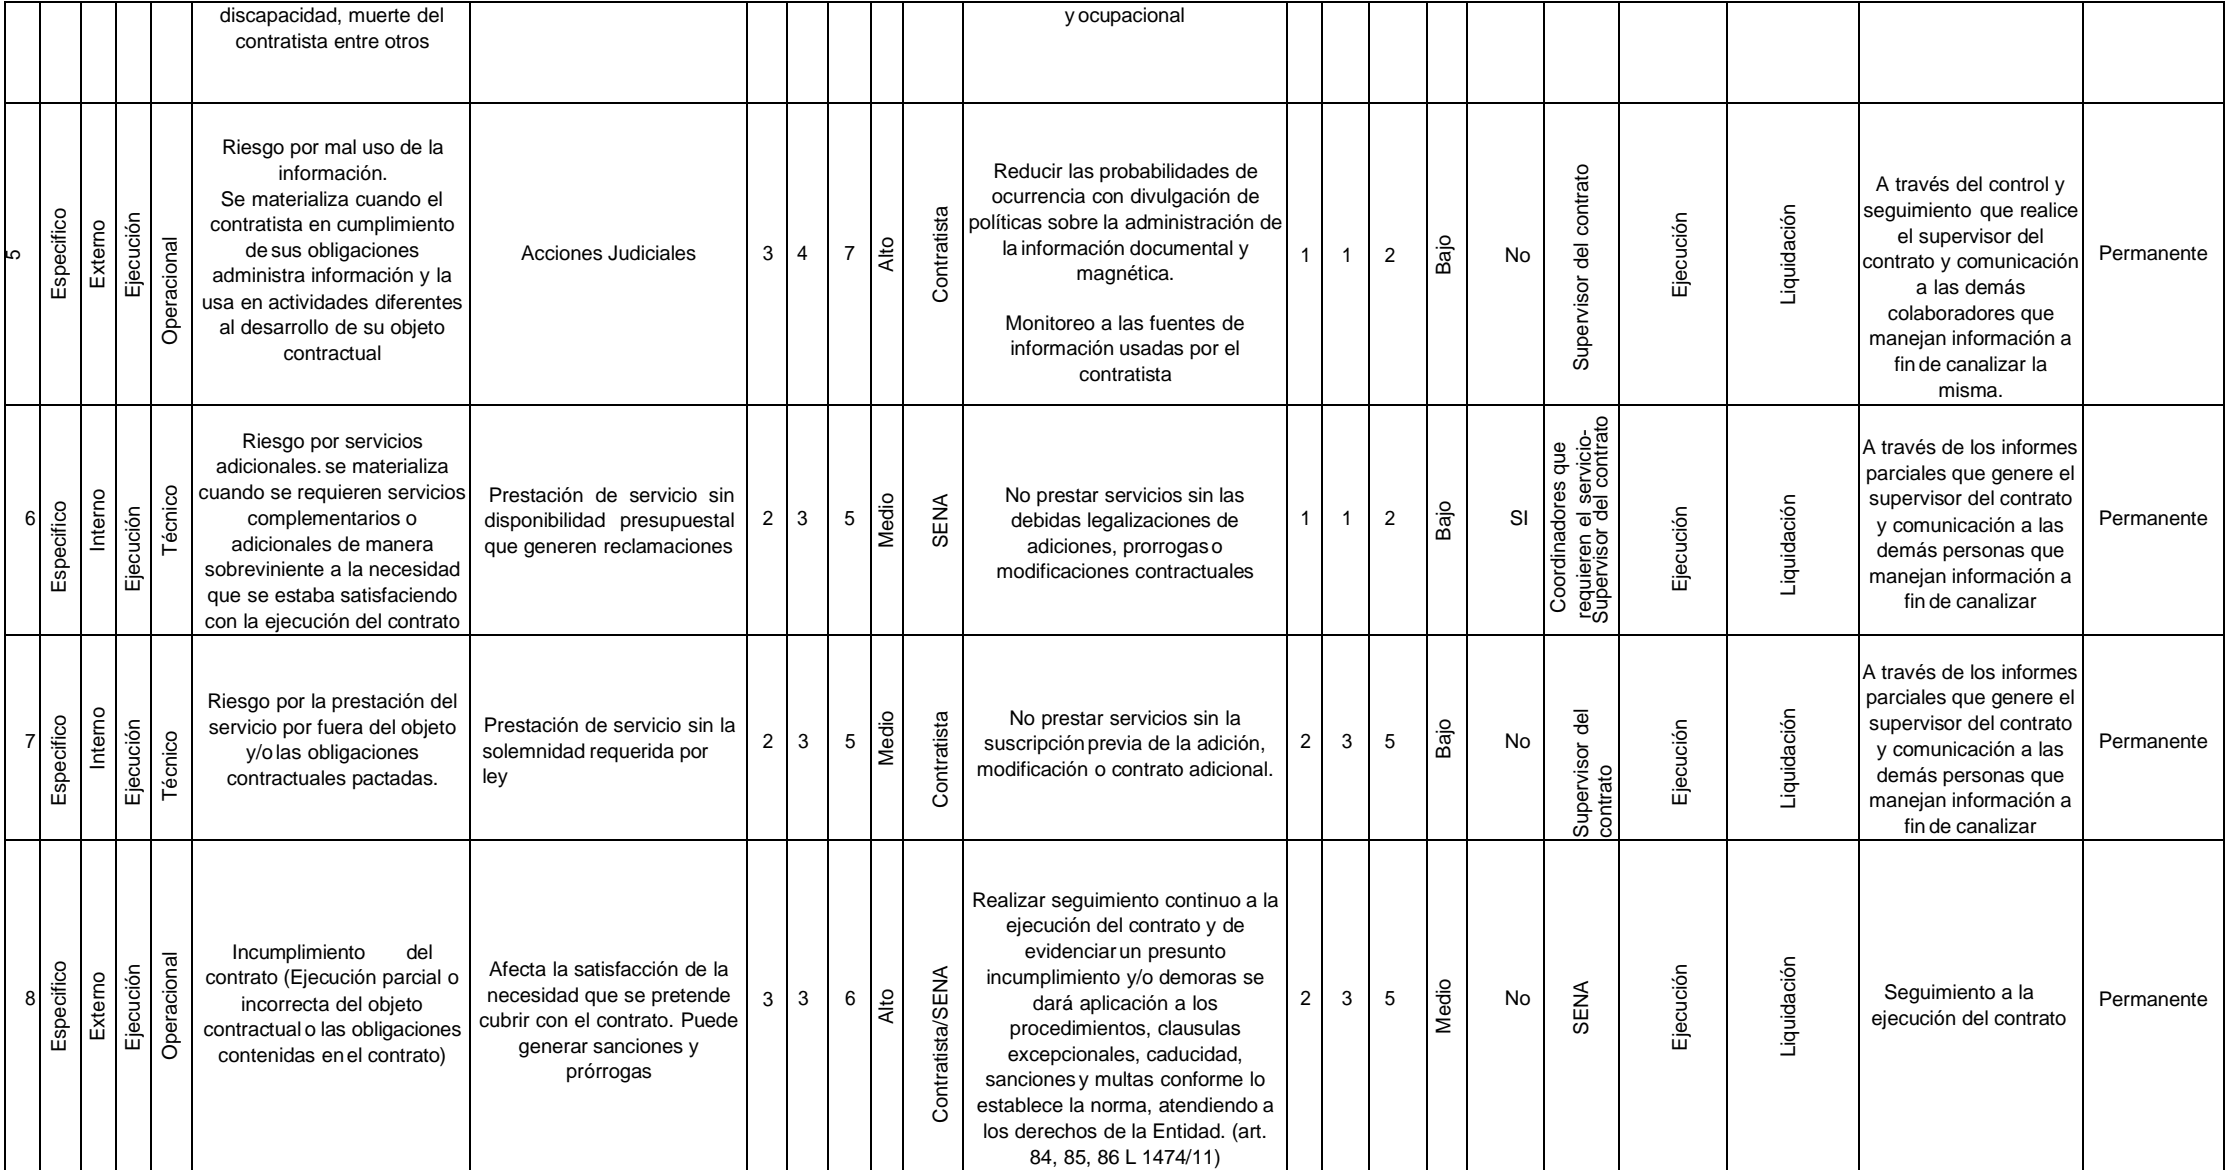 discapacidad, muerte del
contratista entre otros
y ocupacional
5
Especifico
Externo
Ejecución
Operacional
Riesgo por mal uso de la
información.
Se materializa cuando el
contratista en cumplimiento
de sus obligaciones
administra información y la
usa en actividades diferentes
al desarrollo de su objeto
contractual
Acciones Judiciales
3
4
7
Alto
Contratista
Reducir las probabilidades de
ocurrencia con divulgación de
políticas sobre la administración de
la información documental y
magnética.
Monitoreo a las fuentes de
información usadas por el
contratista
1
1
2
Bajo
No
Supervisor del contrato
Ejecución
Liquidación
A través del control y
seguimiento que realice
el supervisor del
contrato y comunicación
a las demás
colaboradores que
manejan información a
fin de canalizar la
misma.
Permanente
6
Especifico
Interno
Ejecución
Técnico
Riesgo por servicios
adicionales. se materializa
cuando se requieren servicios
complementarios o
adicionales de manera
sobreviniente a la necesidad
que se estaba satisfaciendo
con la ejecución del contrato
Prestación de servicio sin
disponibilidad presupuestal
que generen reclamaciones
2
3
5
Medio
SENA
No prestar servicios sin las
debidas legalizaciones de
adiciones, prorrogas o
modificaciones contractuales
1
1
2
Bajo
SI
Coordinadores que
requieren el servicio-
Supervisor del contrato
Ejecución
Liquidación
A través de los informes
parciales que genere el
supervisor del contrato
y comunicación a las
demás personas que
manejan información a
fin de canalizar
Permanente
7
Especifico
Interno
Ejecución
Técnico
Riesgo por la prestación del
servicio por fuera del objeto
y/o las obligaciones
contractuales pactadas.
Prestación de servicio sin la
solemnidad requerida por
ley
2
3
5
Medio
Contratista
No prestar servicios sin la
suscripción previa de la adición,
modificación o contrato adicional.
2
3
5
Bajo
No
Supervisor del
contrato
Ejecución
Liquidación
A través de los informes
parciales que genere el
supervisor del contrato
y comunicación a las
demás personas que
manejan información a
fin de canalizar
Permanente
8
Especifico
Externo
Ejecución
Operacional
Incumplimiento del
contrato (Ejecución parcial o
incorrecta del objeto
contractual o las obligaciones
contenidas en el contrato)
Afecta la satisfacción de la
necesidad que se pretende
cubrir con el contrato. Puede
generar sanciones y
prórrogas
3
3
6
Alto
Contratista/SENA
Realizar seguimiento continuo a la
ejecución del contrato y de
evidenciar un presunto
incumplimiento y/o demoras se
dará aplicación a los
procedimientos, clausulas
excepcionales, caducidad,
sanciones y multas conforme lo
establece la norma, atendiendo a
los derechos de la Entidad. (art.
84, 85, 86 L 1474/11)
2
3
5
Medio
No
SENA
Ejecución
Liquidación
Seguimiento a la
ejecución del contrato
Permanente